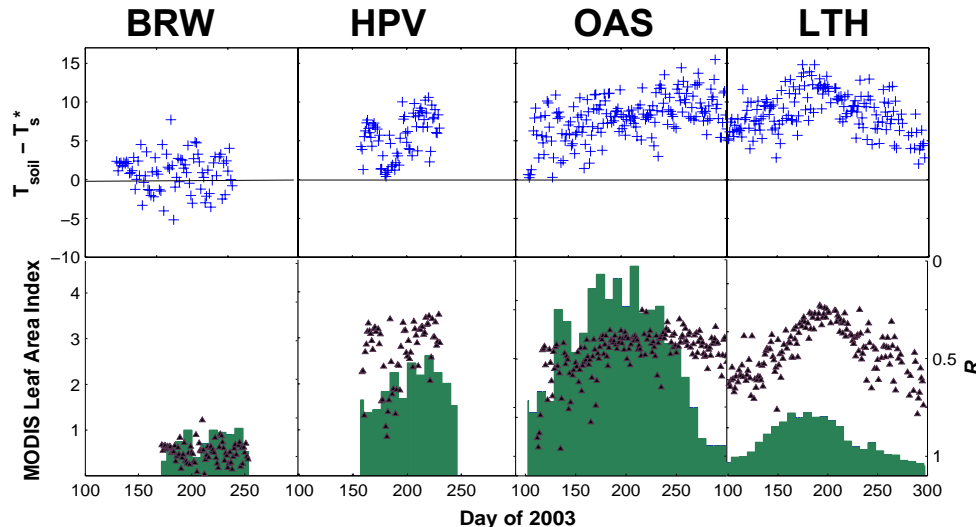 BRW HPV OAS LTH
15
10
5
0
−5
−10
T_soil − T_s*
4
3
2
1
MODIS Leaf Area Index
0
0.5
1
R
100 150 200 250 100 150 200 250 100 150 200 250 100 150 200 250 300
Day of 2003